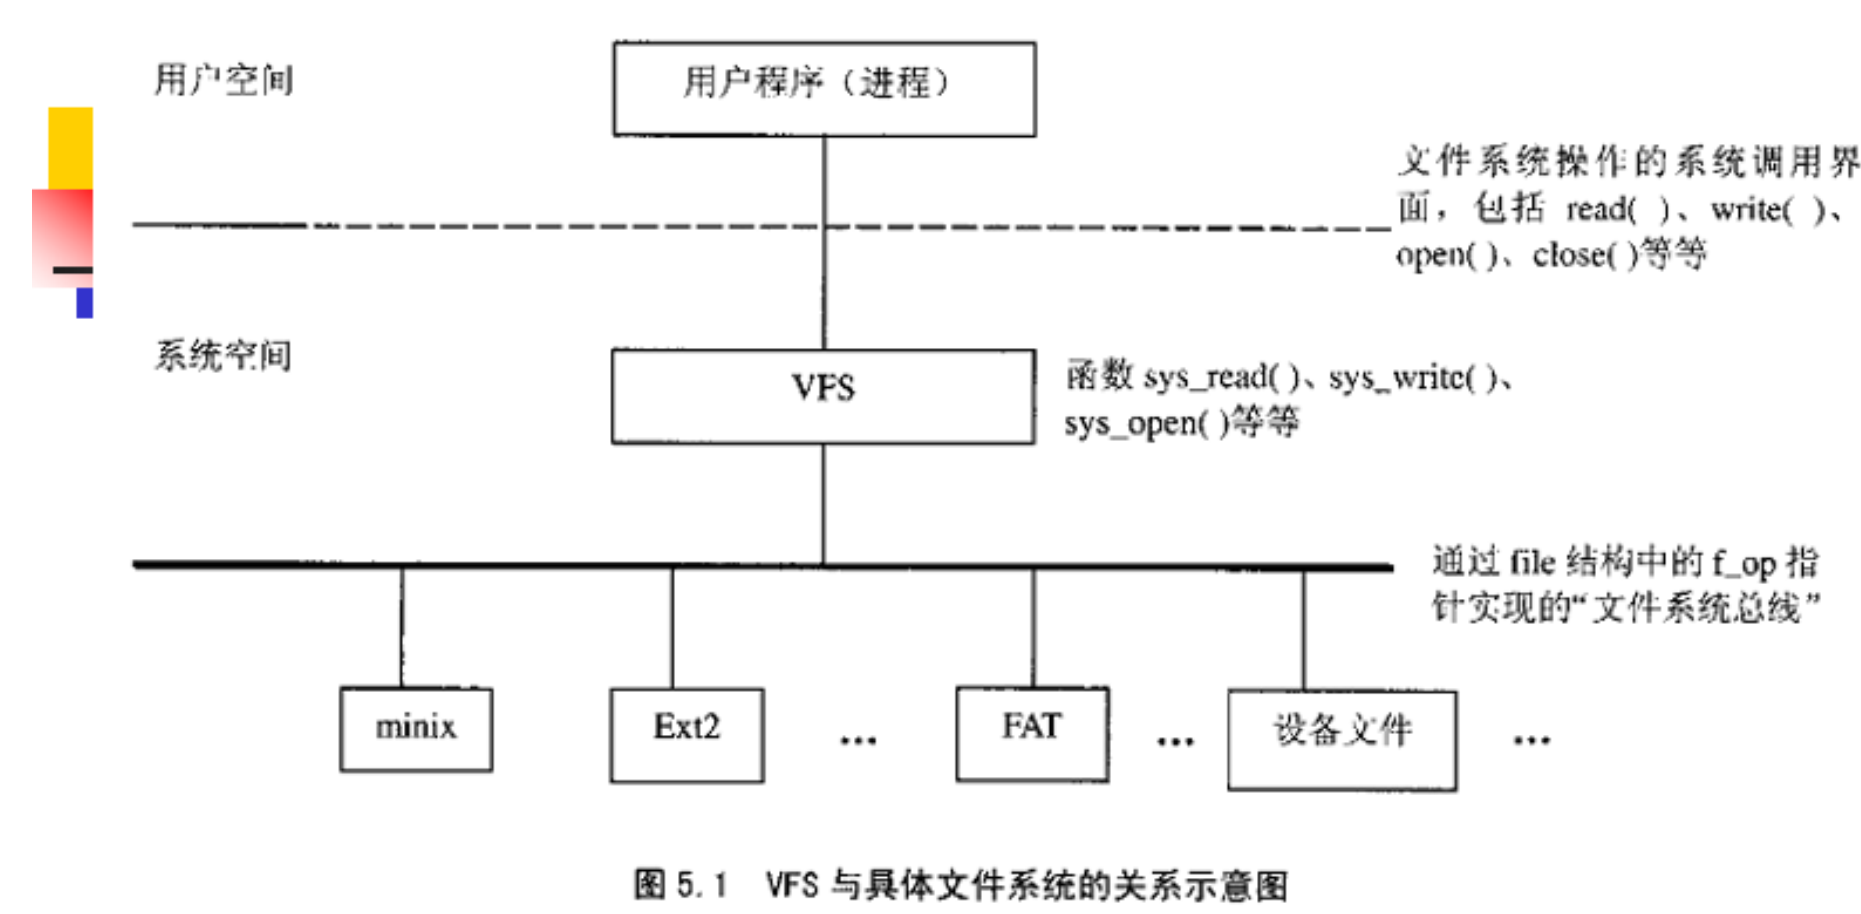 用户空间
用户程序（进程）
文件系统操作的系统调用界
面，包括 read( )、write( )、
open( )、close( )等等
系统空间
VFS
函数 sys_read( )、sys_write( )、
sys_open( )等等
通过 file 结构中的 f_op 指
针实现的“文件系统总线”
minix
Ext2
...
FAT
...
设备文件
...
图 5.1 VFS 与具体文件系统的关系示意图